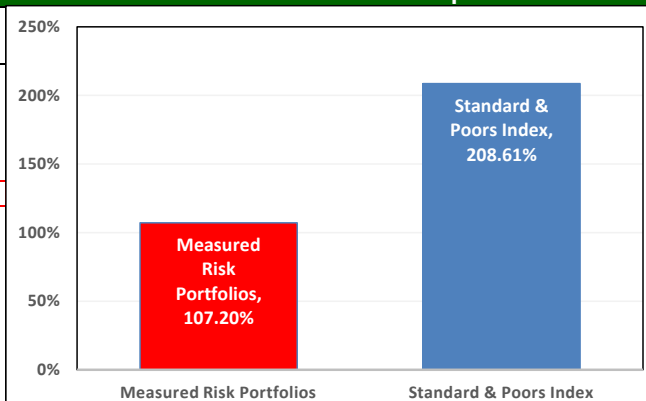 250%
200%
150%
100%
50%
0%
Standard &
Poors Index,
208.61%
Measured
Risk
Portfolios,
107.20%
Measured Risk Portfolios
Standard & Poors Index